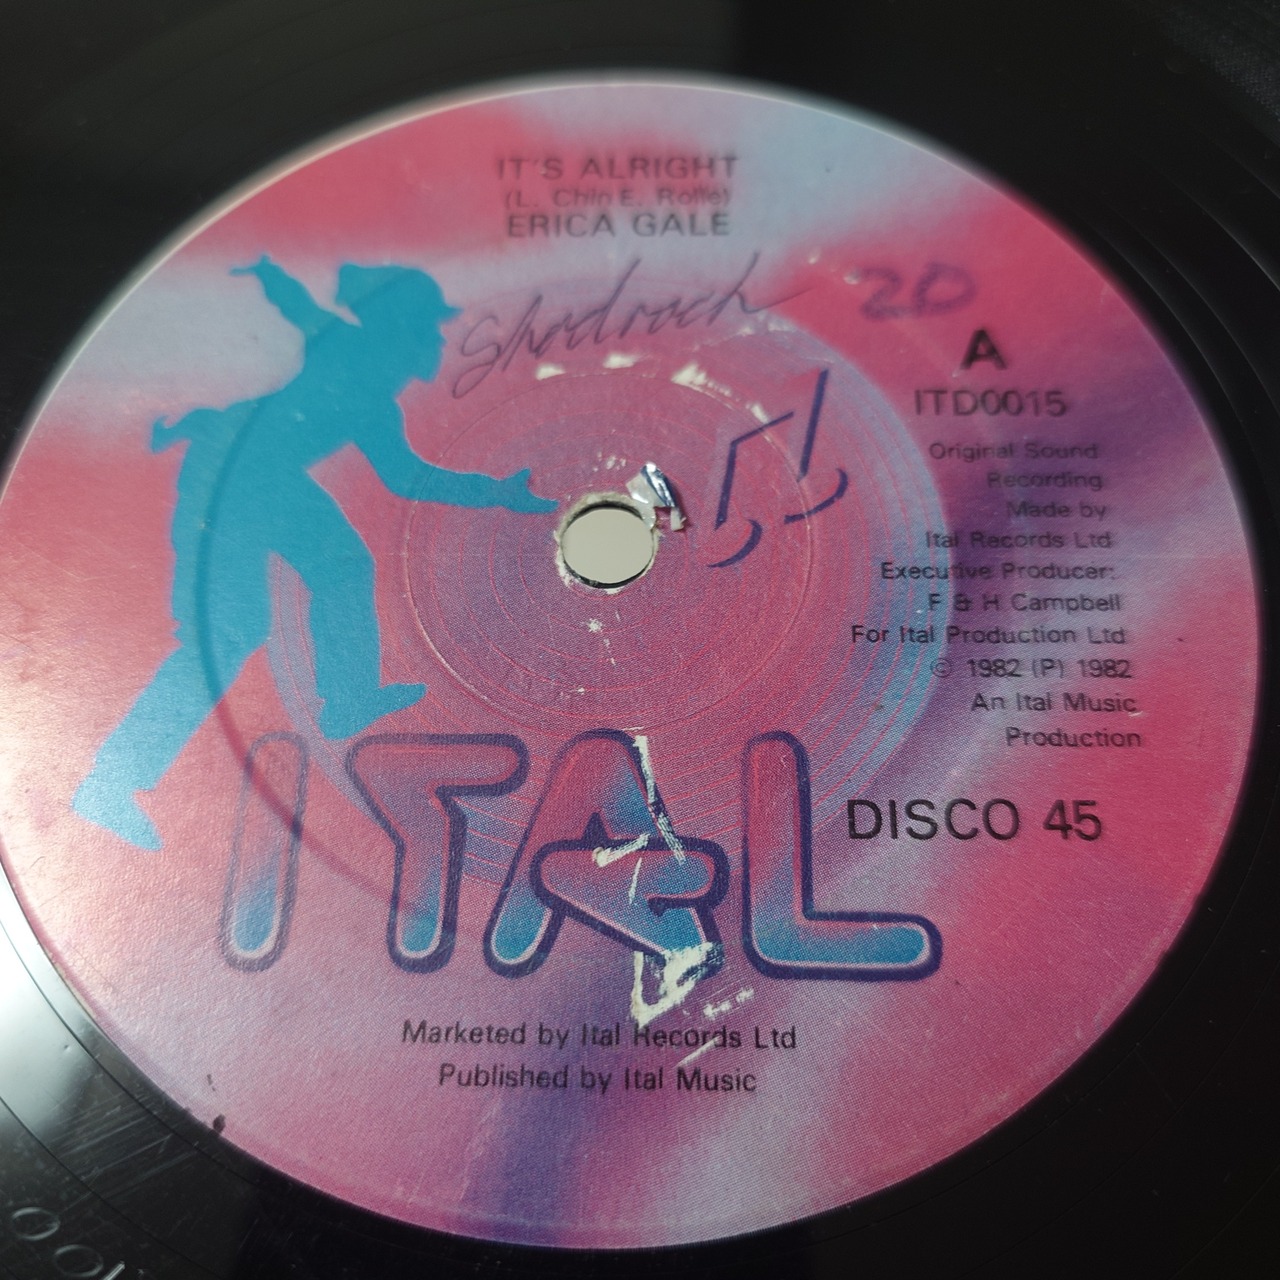 IT'S ALRIGHT
(L. Chin E. Rolfe)
ERICA GALE
Shadrach
20
A
ITD0015
Original Sound
Recording
Made by
Ital Records Ltd
Executive Producer:
F & H Campbell
For Ital Production Ltd
© 1982 (P) 1982
An Ital Music
Production
DISCO 45
ITAL
Marketed by Ital Records Ltd
Published by Ital Music